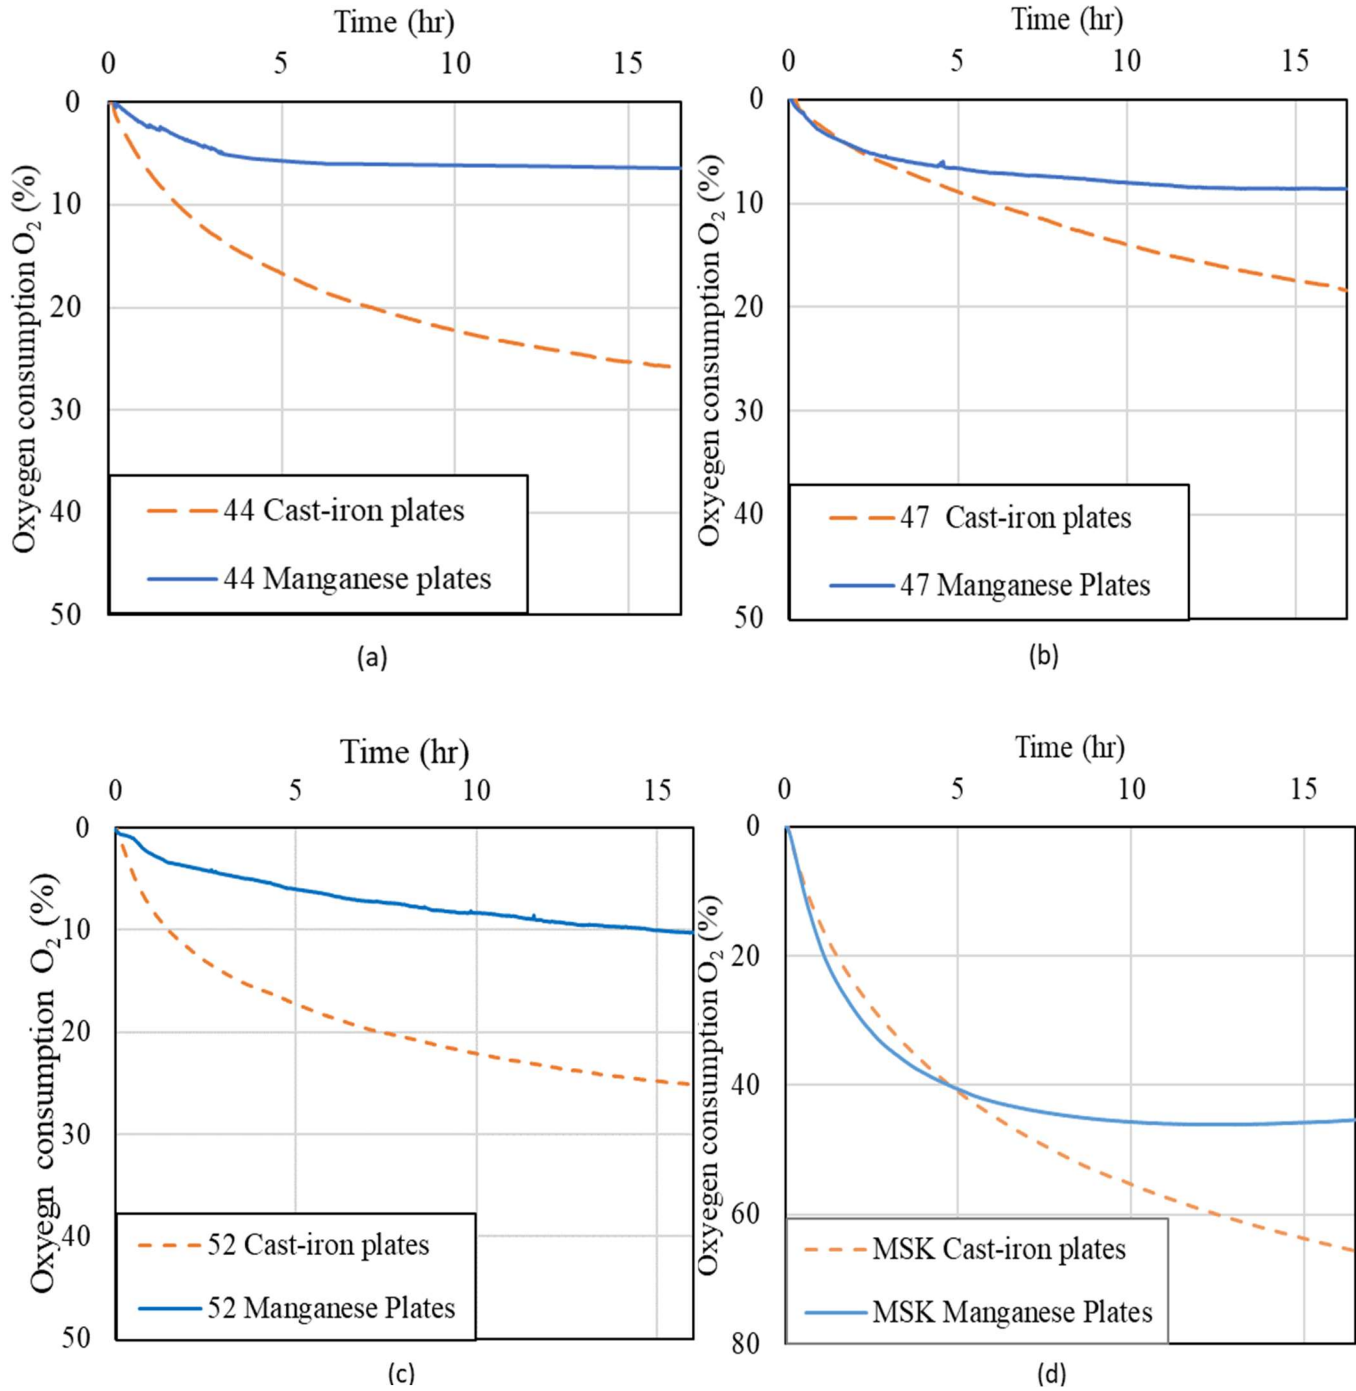 Time (hr)
0 5 10 15
0
10
20
30
40
50
Oxyegen consumption O2 (%)
44 Cast-iron plates
44 Manganese plates
(a)
Time (hr)
0 5 10 15
0
10
20
30
40
50
Oxyegen consumption O2 (%)
47 Cast-iron plates
47 Manganese Plates
(b)
Time (hr)
0 5 10 15
0
10
20
30
40
50
Oxyegn consumption O2 (%)
52 Cast-iron plates
52 Manganese Plates
(c)
Time (hr)
0 5 10 15
0
20
40
60
80
Oxyegen consumption O2 (%)
MSK Cast-iron plates
MSK Manganese Plates
(d)